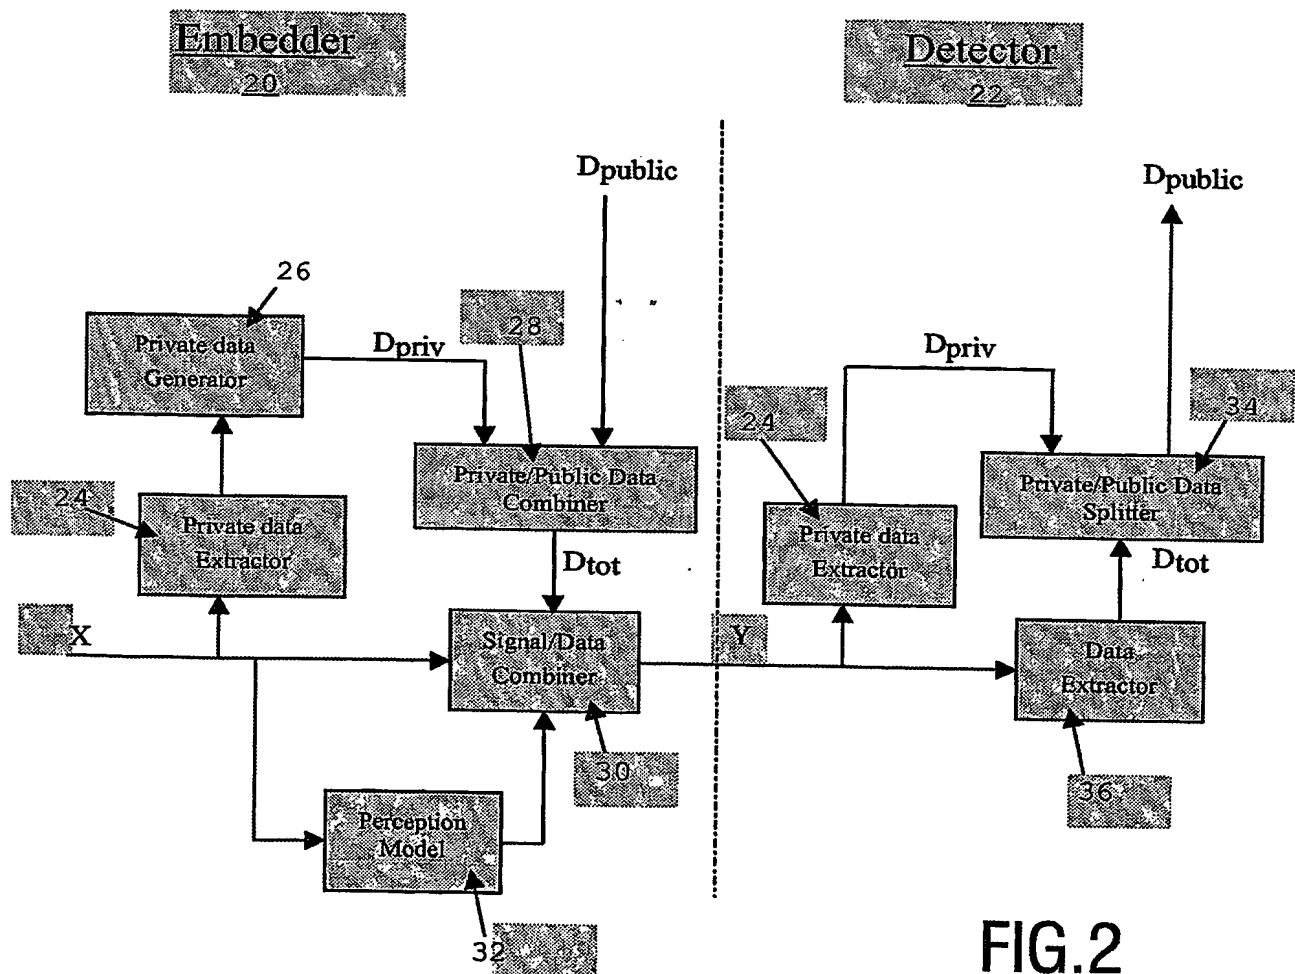 Embedder
20
Detector
22
Dpublic
Dpublic
26
28
Private data
Generator
Dpriv
Dpriv
24
34
Private/Public Data
Combiner
Private/Public Data
Splitter
24
Private data
Extractor
Private data
Extractor
Dtot
Dtot
X
Signal/Data
Combiner
Y
Data
Extractor
30
36
Perception
Model
32
FIG.2